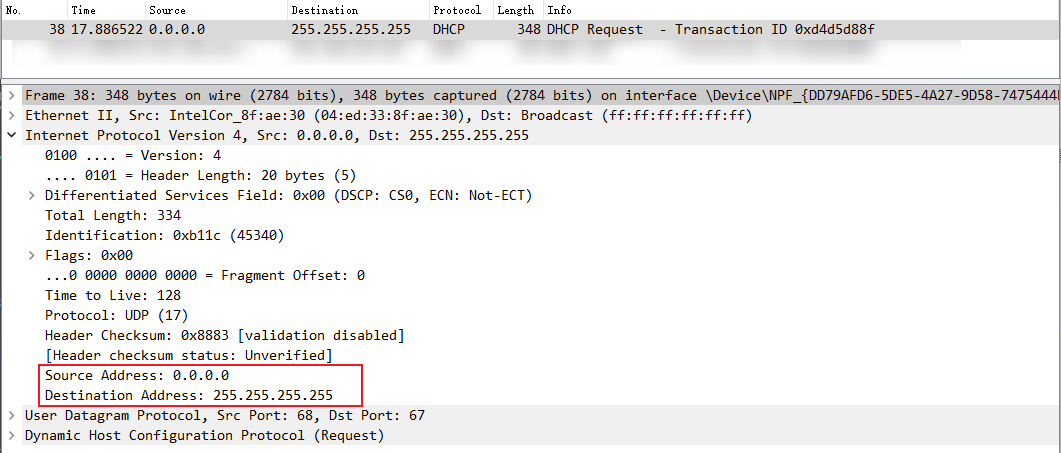 No. Time Source Destination Protocol Length Info
38 17.886522 0.0.0.0 255.255.255.255 DHCP 348 DHCP Request - Transaction ID 0xd4d5d88f
Frame 38: 348 bytes on wire (2784 bits), 348 bytes captured (2784 bits) on interface \Device\NPF_{DD79AFD6-5DE5-4A27-9D58-7475444
Ethernet II, Src: IntelCor_8f:ae:30 (04:ed:33:8f:ae:30), Dst: Broadcast (ff:ff:ff:ff:ff:ff)
Internet Protocol Version 4, Src: 0.0.0.0, Dst: 255.255.255.255
0100 .... = Version: 4
.... 0101 = Header Length: 20 bytes (5)
Differentiated Services Field: 0x00 (DSCP: CS0, ECN: Not-ECT)
Total Length: 334
Identification: 0xb11c (45340)
Flags: 0x00
...0 0000 0000 0000 = Fragment Offset: 0
Time to Live: 128
Protocol: UDP (17)
Header Checksum: 0x8883 [validation disabled]
[Header checksum status: Unverified]
Source Address: 0.0.0.0
Destination Address: 255.255.255.255
User Datagram Protocol, Src Port: 68, Dst Port: 67
Dynamic Host Configuration Protocol (Request)